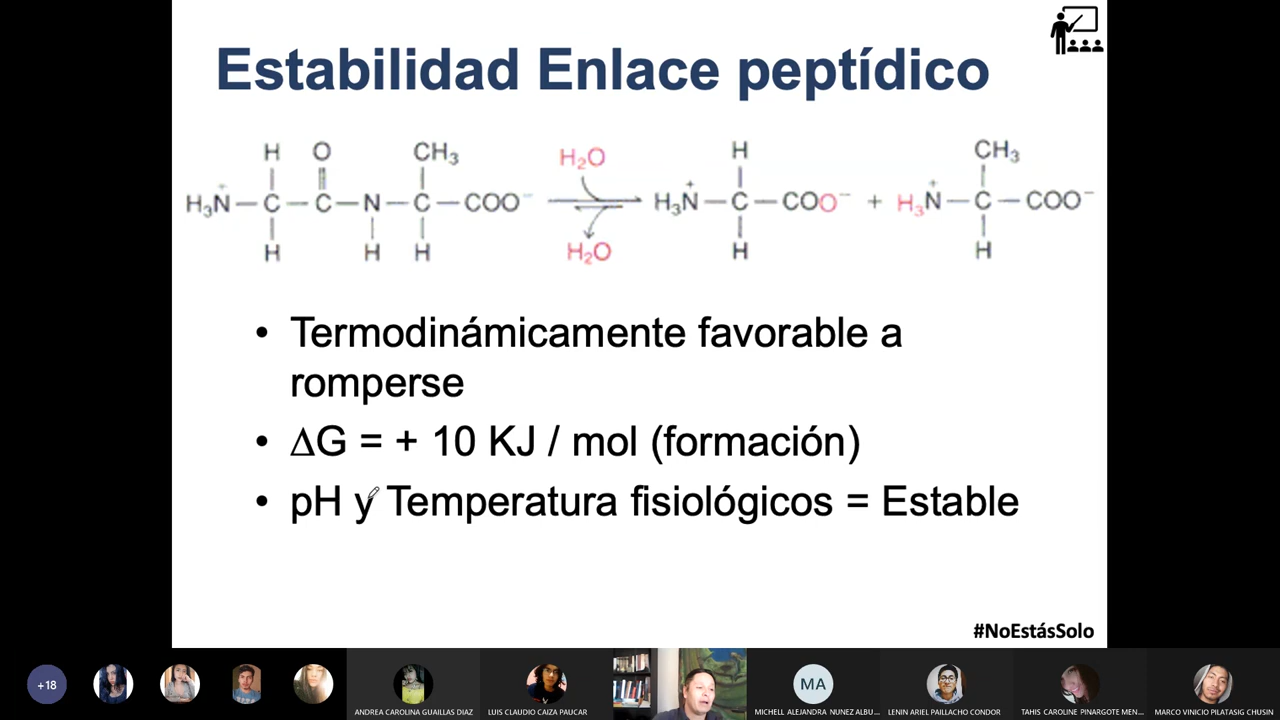 Estabilidad Enlace peptídico
H O CH₃ H₂O H CH₃
H₃N⁺—C—C—N—C—COO⁻ H₃N⁺—C—COO⁻ + H₃N⁺—C—COO⁻
H H H H₂O H H
• Termodinámicamente favorable a
romperse
• ΔG = + 10 KJ / mol (formación)
• pH y Temperatura fisiológicos = Estable
#NoEstásSolo
+18
MA
ANDREA CAROLINA GUAILLAS DIAZ
LUIS CLAUDIO CAIZA PAUCAR
MICHELL ALEJANDRA NUNEZ ALBU...
LENIN ARIEL PAILLACHO CONDOR
TAHIS CAROLINE PINARGOTE MEN...
MARCO VINICIO PILATASIG CHUSIN